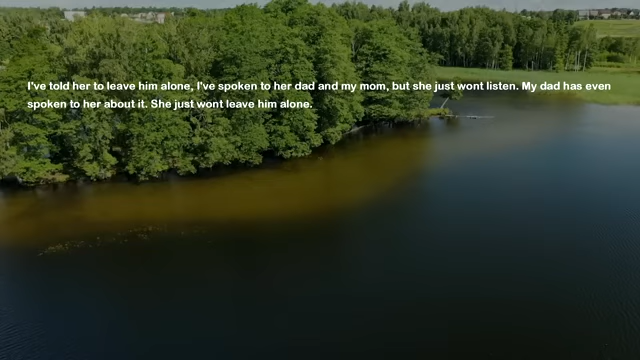 I've told her to leave him alone, I've spoken to her dad and my mom, but she just wont listen. My dad has even
spoken to her about it. She just wont leave him alone.